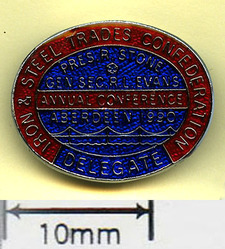 IRON & STEEL TRADES CONFEDERATION
PRES. R. STONE
GEN. SEC. R. L. EVANS
ANNUAL CONFERENCE
ABERDEEN 1980
DELEGATE
10mm